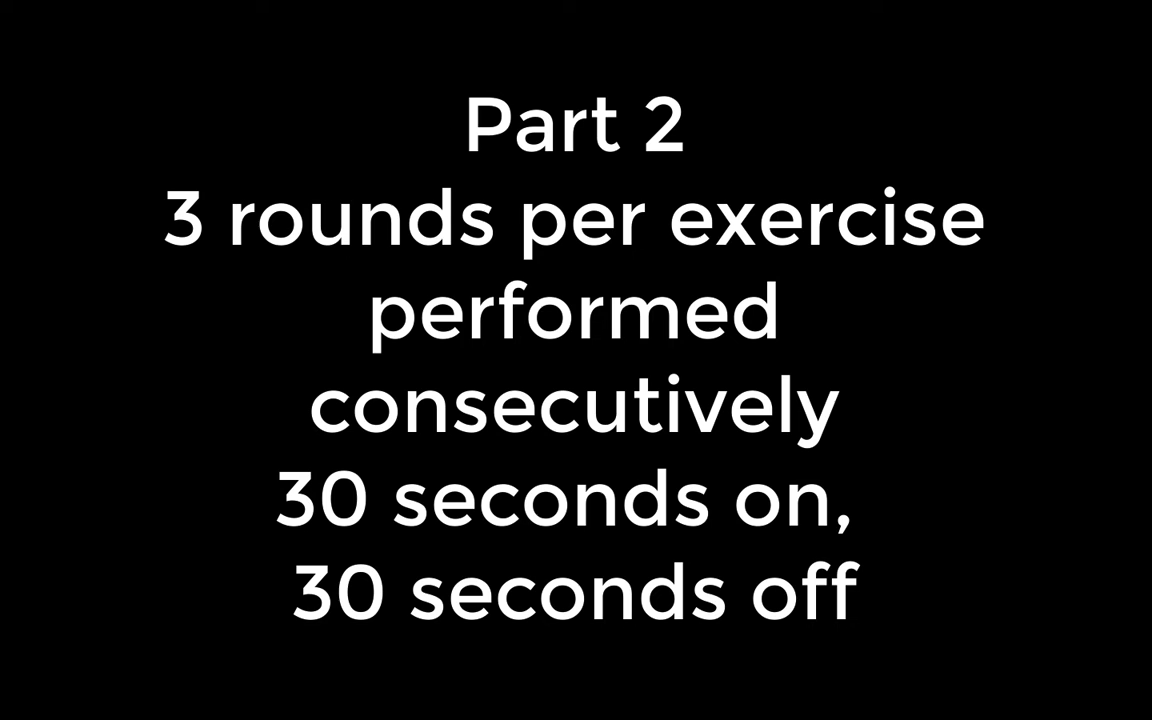 Part 2
3 rounds per exercise
performed
consecutively
30 seconds on,
30 seconds off